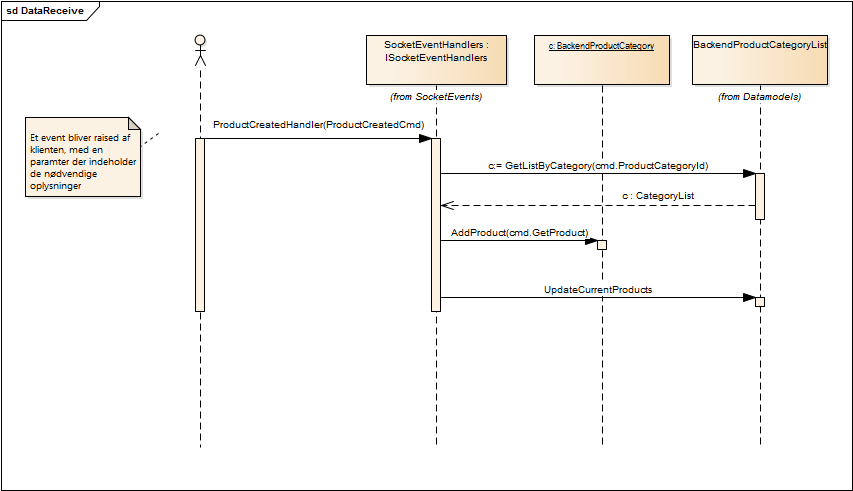 sd DataReceive
SocketEventHandlers :
ISocketEventHandlers
c: BackendProductCategory
BackendProductCategoryList
(from SocketEvents)
(from Datamodels)
Et event bliver raised af
klienten, med en
paramter der indeholder
de nødvendige
oplysninger
ProductCreatedHandler(ProductCreatedCmd)
c:= GetListByCategory(cmd.ProductCategoryId)
c : CategoryList
AddProduct(cmd.GetProduct)
UpdateCurrentProducts